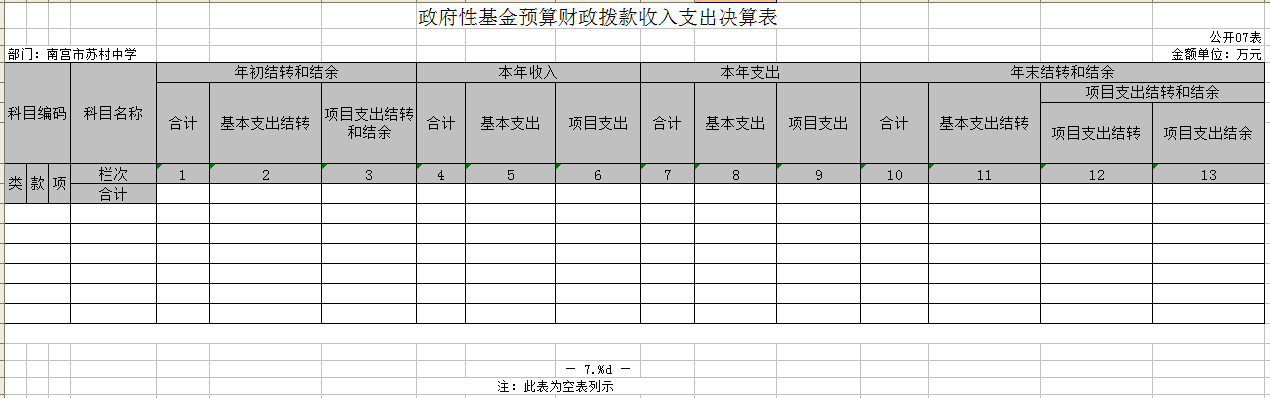 政府性基金预算财政拨款收入支出决算表
公开07表
部门：南宫市苏村中学 金额单位：万元
科目编码 科目名称 年初结转和结余 本年收入 本年支出 年末结转和结余
合计 基本支出结转 项目支出结转和结余 合计 基本支出 项目支出 合计 基本支出 项目支出 合计 基本支出结转 项目支出结转和结余
项目支出结转 项目支出结余
类 款 项 栏次 1 2 3 4 5 6 7 8 9 10 11 12 13
合计
— 7.%d —
注：此表为空表列示